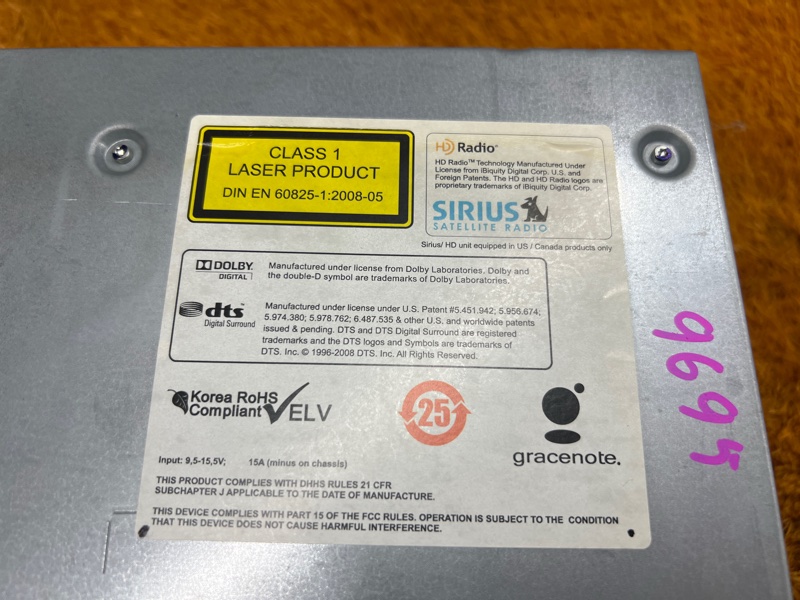 CLASS 1
LASER PRODUCT
DIN EN 60825-1:2008-05
HD Radio
HD Radio™ Technology Manufactured Under
License from iBiquity Digital Corp. U.S. and
Foreign Patents. The HD and HD Radio logos are
proprietary trademarks of iBiquity Digital Corp.
SIRIUS
SATELLITE RADIO
Sirius/ HD unit equipped in US / Canada products only
DOLBY
DIGITAL
Manufactured under license from Dolby Laboratories. Dolby and
the double-D symbol are trademarks of Dolby Laboratories.
dts
Digital Surround
Manufactured under license under U.S. Patent #5.451.942; 5.956.674;
5.974.380; 5.978.762; 6.487.535 & other U.S. and worldwide patents
issued & pending. DTS and DTS Digital Surround are registered
trademarks and the DTS logos and Symbols are trademarks of
DTS. Inc. © 1996-2008 DTS. Inc. All Rights Reserved.
Korea RoHS
Compliant
ELV
25
gracenote.
Input: 9,5-15,5V; 15A (minus on chassis)
THIS PRODUCT COMPLIES WITH DHHS RULES 21 CFR
SUBCHAPTER J APPLICABLE TO THE DATE OF MANUFACTURE.
THIS DEVICE COMPLIES WITH PART 15 OF THE FCC RULES. OPERATION IS SUBJECT TO THE CONDITION
THAT THIS DEVICE DOES NOT CAUSE HARMFUL INTERFERENCE.
9695